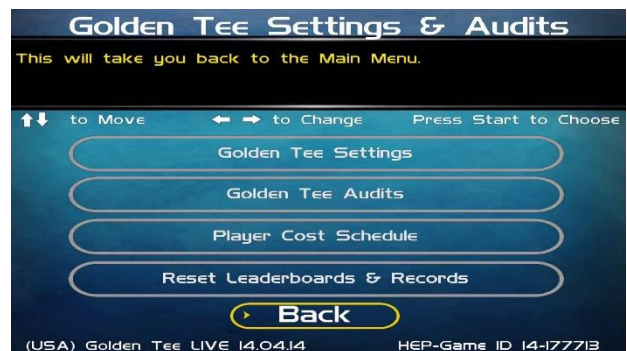 Golden Tee Settings & Audits
This will take you back to the Main Menu.
to Move to Change Press Start to Choose
Golden Tee Settings
Golden Tee Audits
Player Cost Schedule
Reset Leaderboards & Records
Back
(USA) Golden Tee LIVE 14.04.14 HEP-Game ID 14-177713